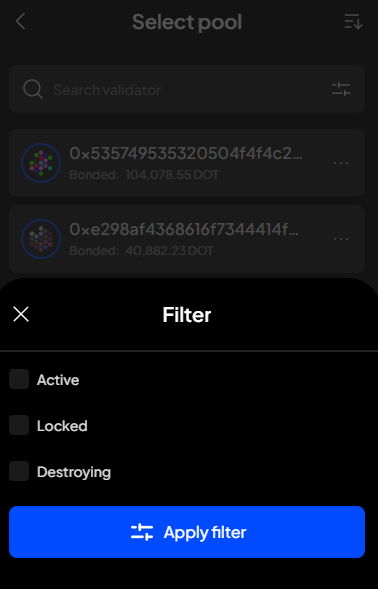 Select pool
Search validator
0x535749535320504f4f4c2...
Bonded: 104,078.55 DOT
0xe298af4368616f7344414f...
Bonded: 40,882.23 DOT
Filter
Active
Locked
Destroying
Apply filter